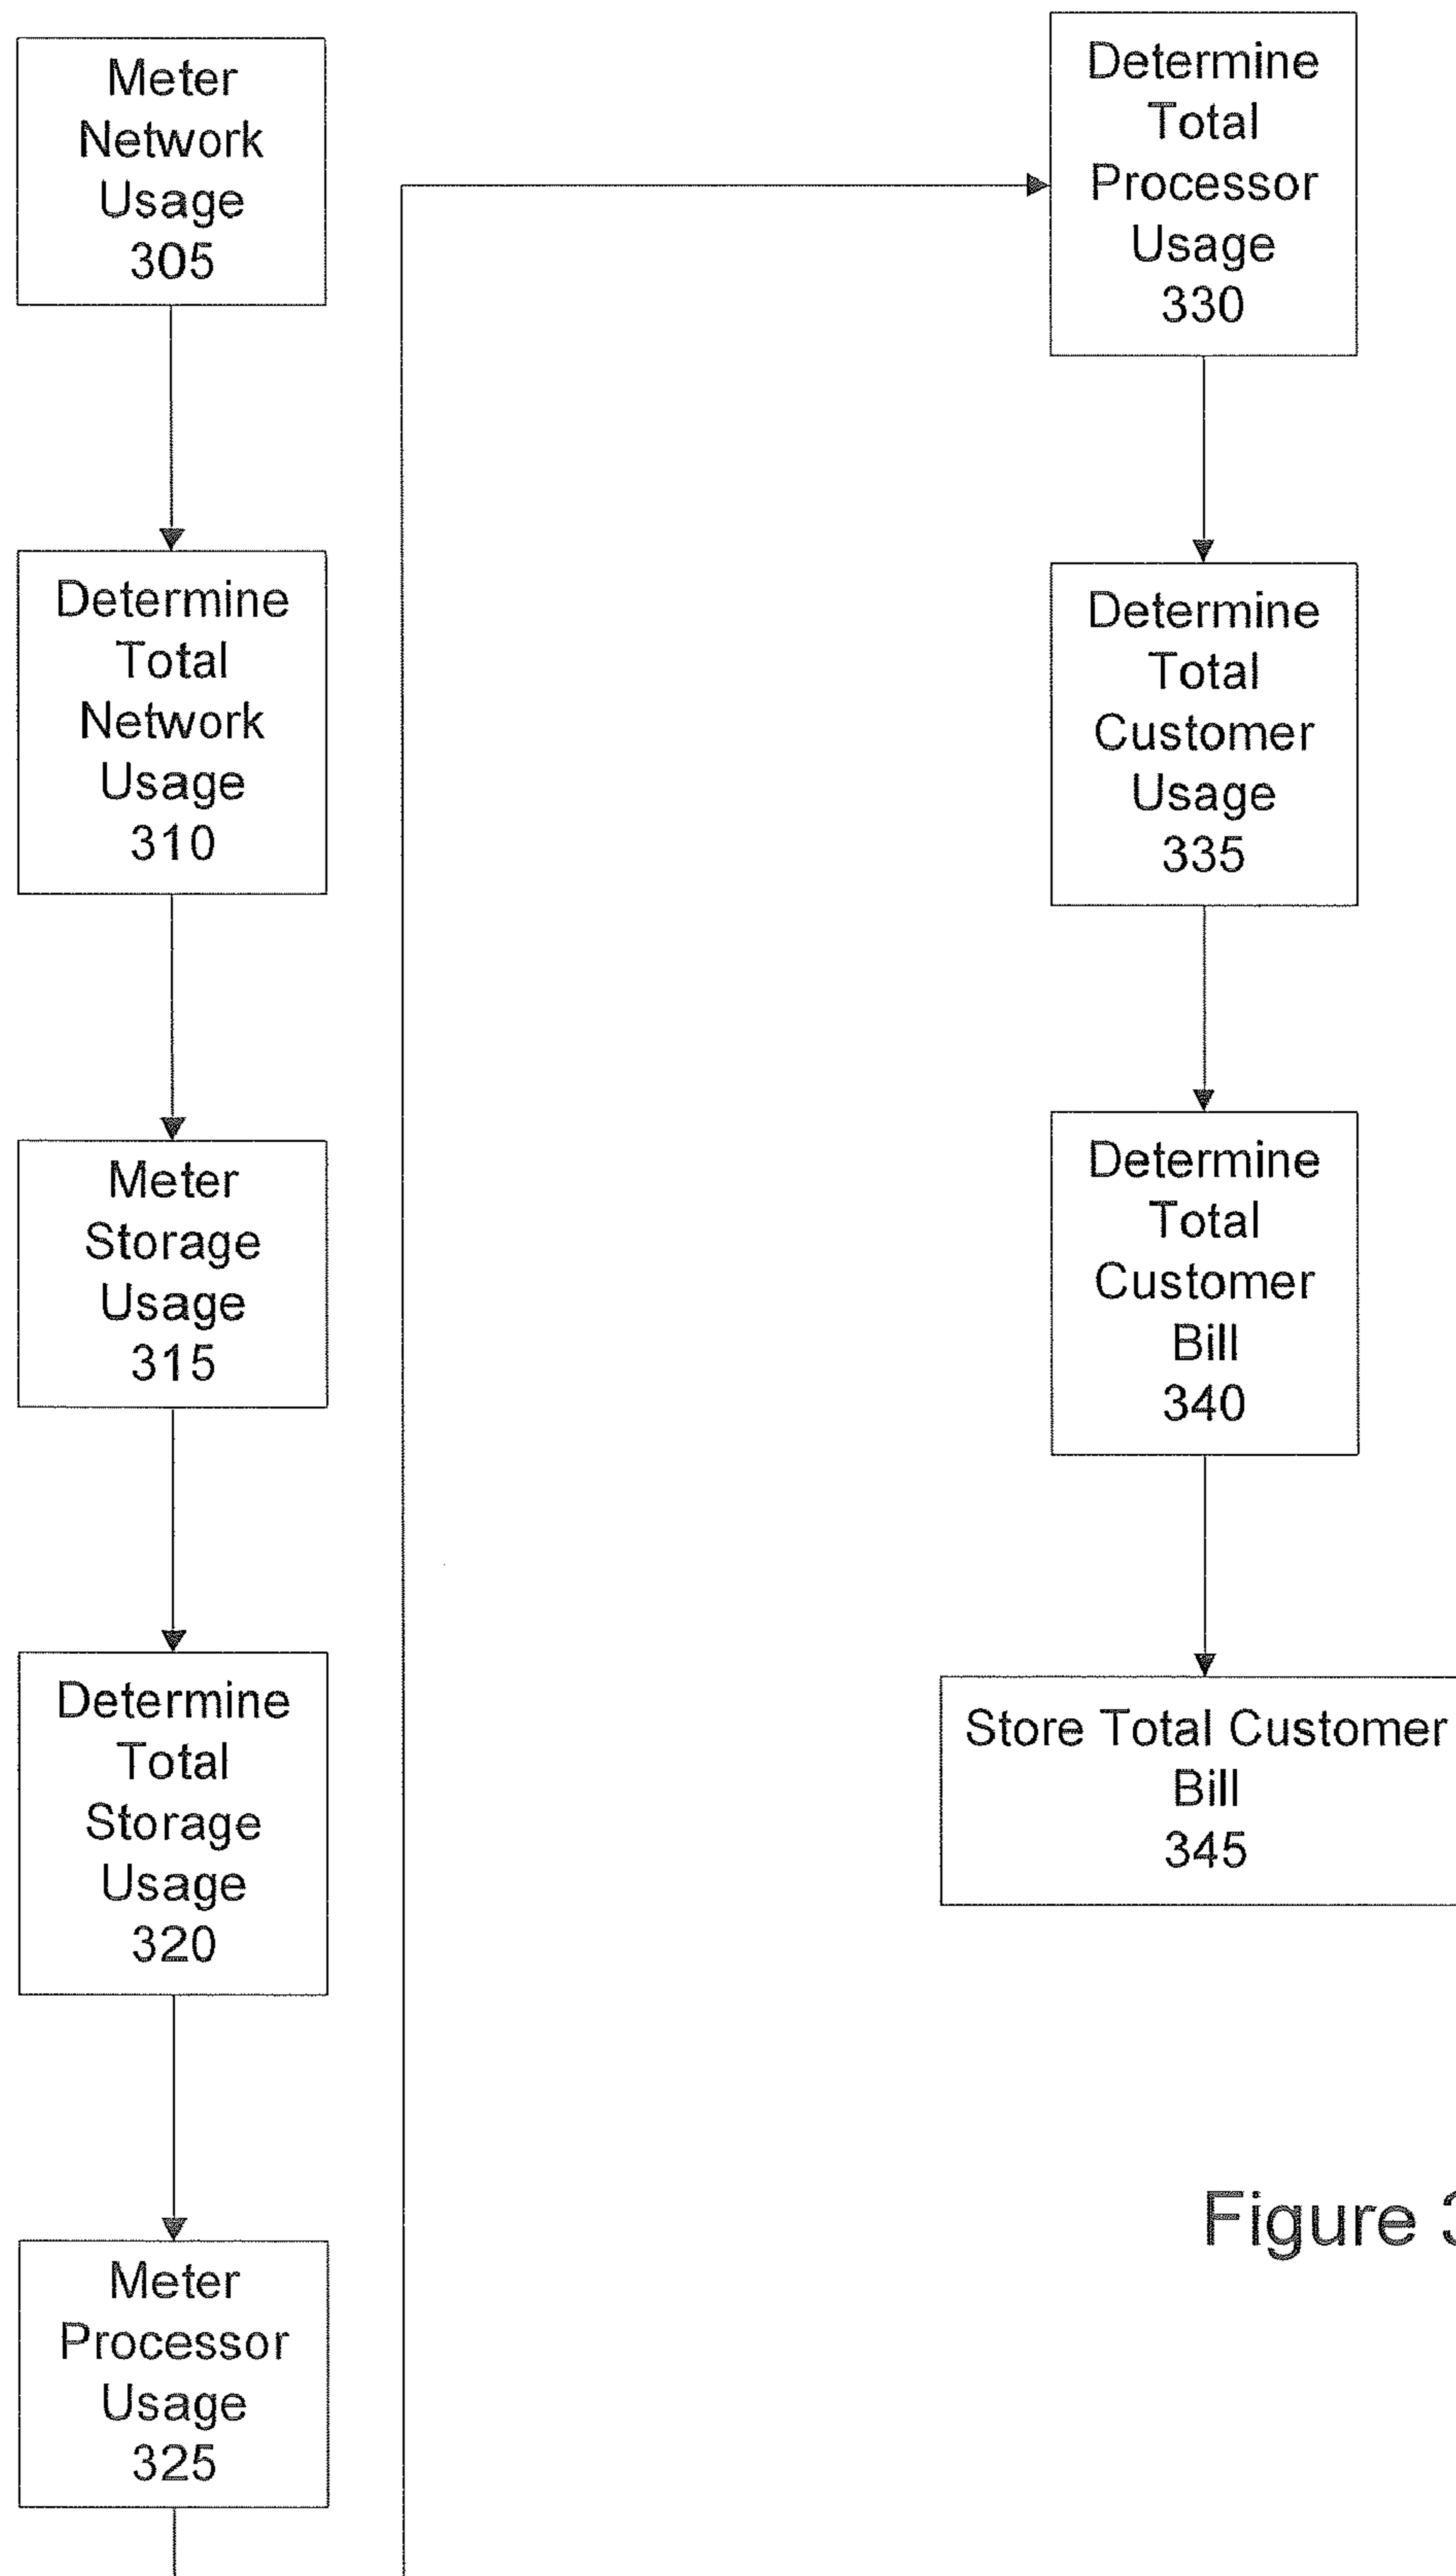 Meter
Network
Usage
305
Determine
Total
Network
Usage
310
Meter
Storage
Usage
315
Determine
Total
Storage
Usage
320
Meter
Processor
Usage
325
Determine
Total
Processor
Usage
330
Determine
Total
Customer
Usage
335
Determine
Total
Customer
Bill
340
Store Total Customer
Bill
345
Figure 3